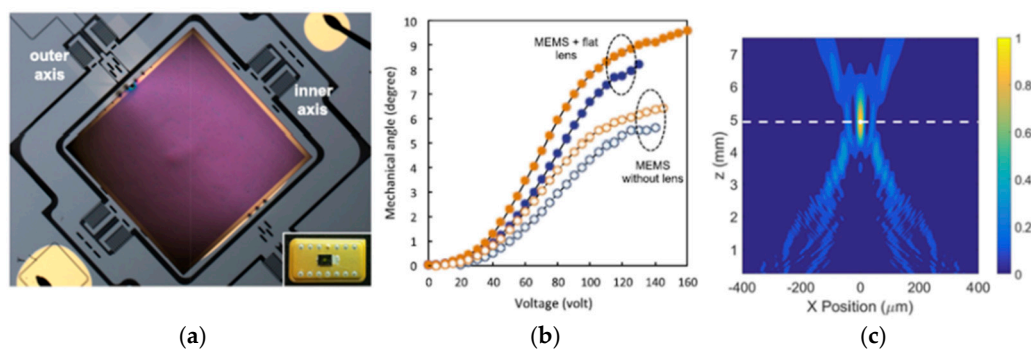 outer
axis
inner
axis
(a)
10
9
8
7
6
5
4
3
2
1
0
Mechanical angle (degree)
MEMS + flat
lens
MEMS
without lens
0 20 40 60 80 100 120 140 160
Voltage (volt)
(b)
7
6
5
4
3
2
1
z (mm)
-400 -200 0 200 400
X Position (μm)
1
0.8
0.6
0.4
0.2
0
(c)